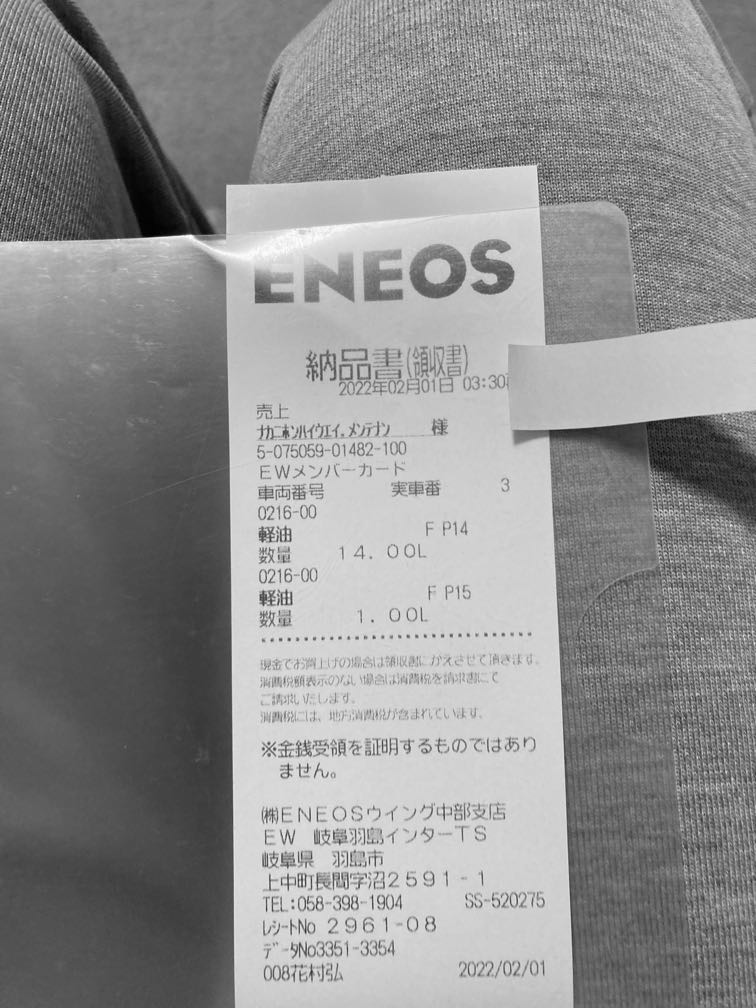 ENEOS
納品書(領収書)
2022年02月01日 03:30
売上
ナカニホンハイウエイ.メンテナン 様
5-075059-01482-100
EWメンバーカード
車両番号 実車番 3
0216-00
軽油 F P14
数量 14.00L
0216-00
軽油 F P15
数量 1.00L
現金でお買上げの場合は領収書にかえさせて頂きます。
消費税額表示のない場合は消費税を請求書にて
ご請求いたします。
消費税には、地方消費税が含まれています。
※金銭受領を証明するものではあり
ません。
㈱ENEOSウイング中部支店
EW 岐阜羽島インターTS
岐阜県 羽島市
上中町長間字沼2591-1
TEL:058-398-1904 SS-520275
レシートNo 2961-08
データNo3351-3354
008花村弘 2022/02/01